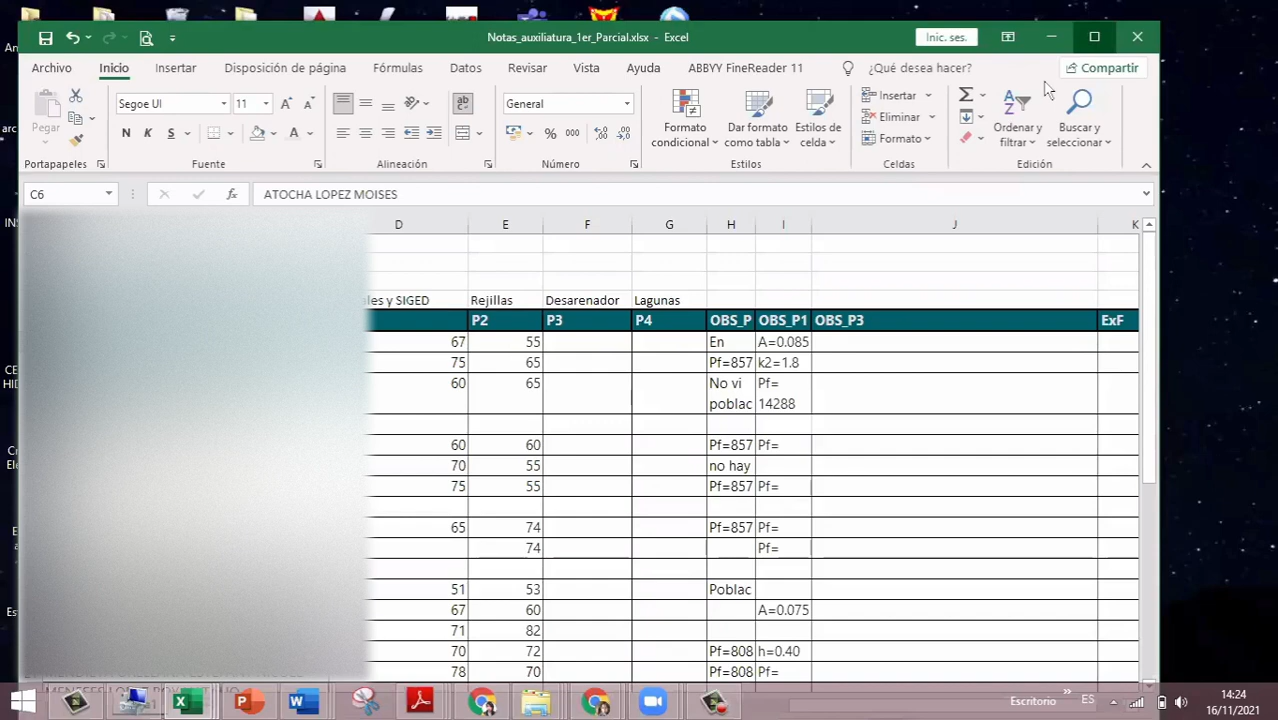 Notas_auxiliatura_1er_Parcial.xlsx - Excel
Inic. ses.
Archivo Inicio Insertar Disposición de página Fórmulas Datos Revisar Vista Ayuda ABBYY FineReader 11 ¿Qué desea hacer? Compartir
Pegar
Segoe UI 11
N K S
General
% 000
Formato condicional
Dar formato como tabla
Estilos de celda
Insertar
Eliminar
Formato
Ordenar y filtrar
Buscar y seleccionar
Portapapeles Fuente Alineación Número Estilos Celdas Edición
C6 fx ATOCHA LOPEZ MOISES
D E F G H I J K
ales y SIGED Rejillas Desarenador Lagunas
P2 P3 P4 OBS_P OBS_P1 OBS_P3 ExF
67 55 En A=0.085
75 65 Pf=857 k2=1.8
60 65 No vi Pf=
poblac 14288
60 60 Pf=857 Pf=
70 55 no hay
75 55 Pf=857 Pf=
65 74 Pf=857 Pf=
74 Pf=
51 53 Poblac
67 60 A=0.075
71 82
70 72 Pf=808 h=0.40
78 70 Pf=808 Pf=
Escritorio » ES 14:24
16/11/2021